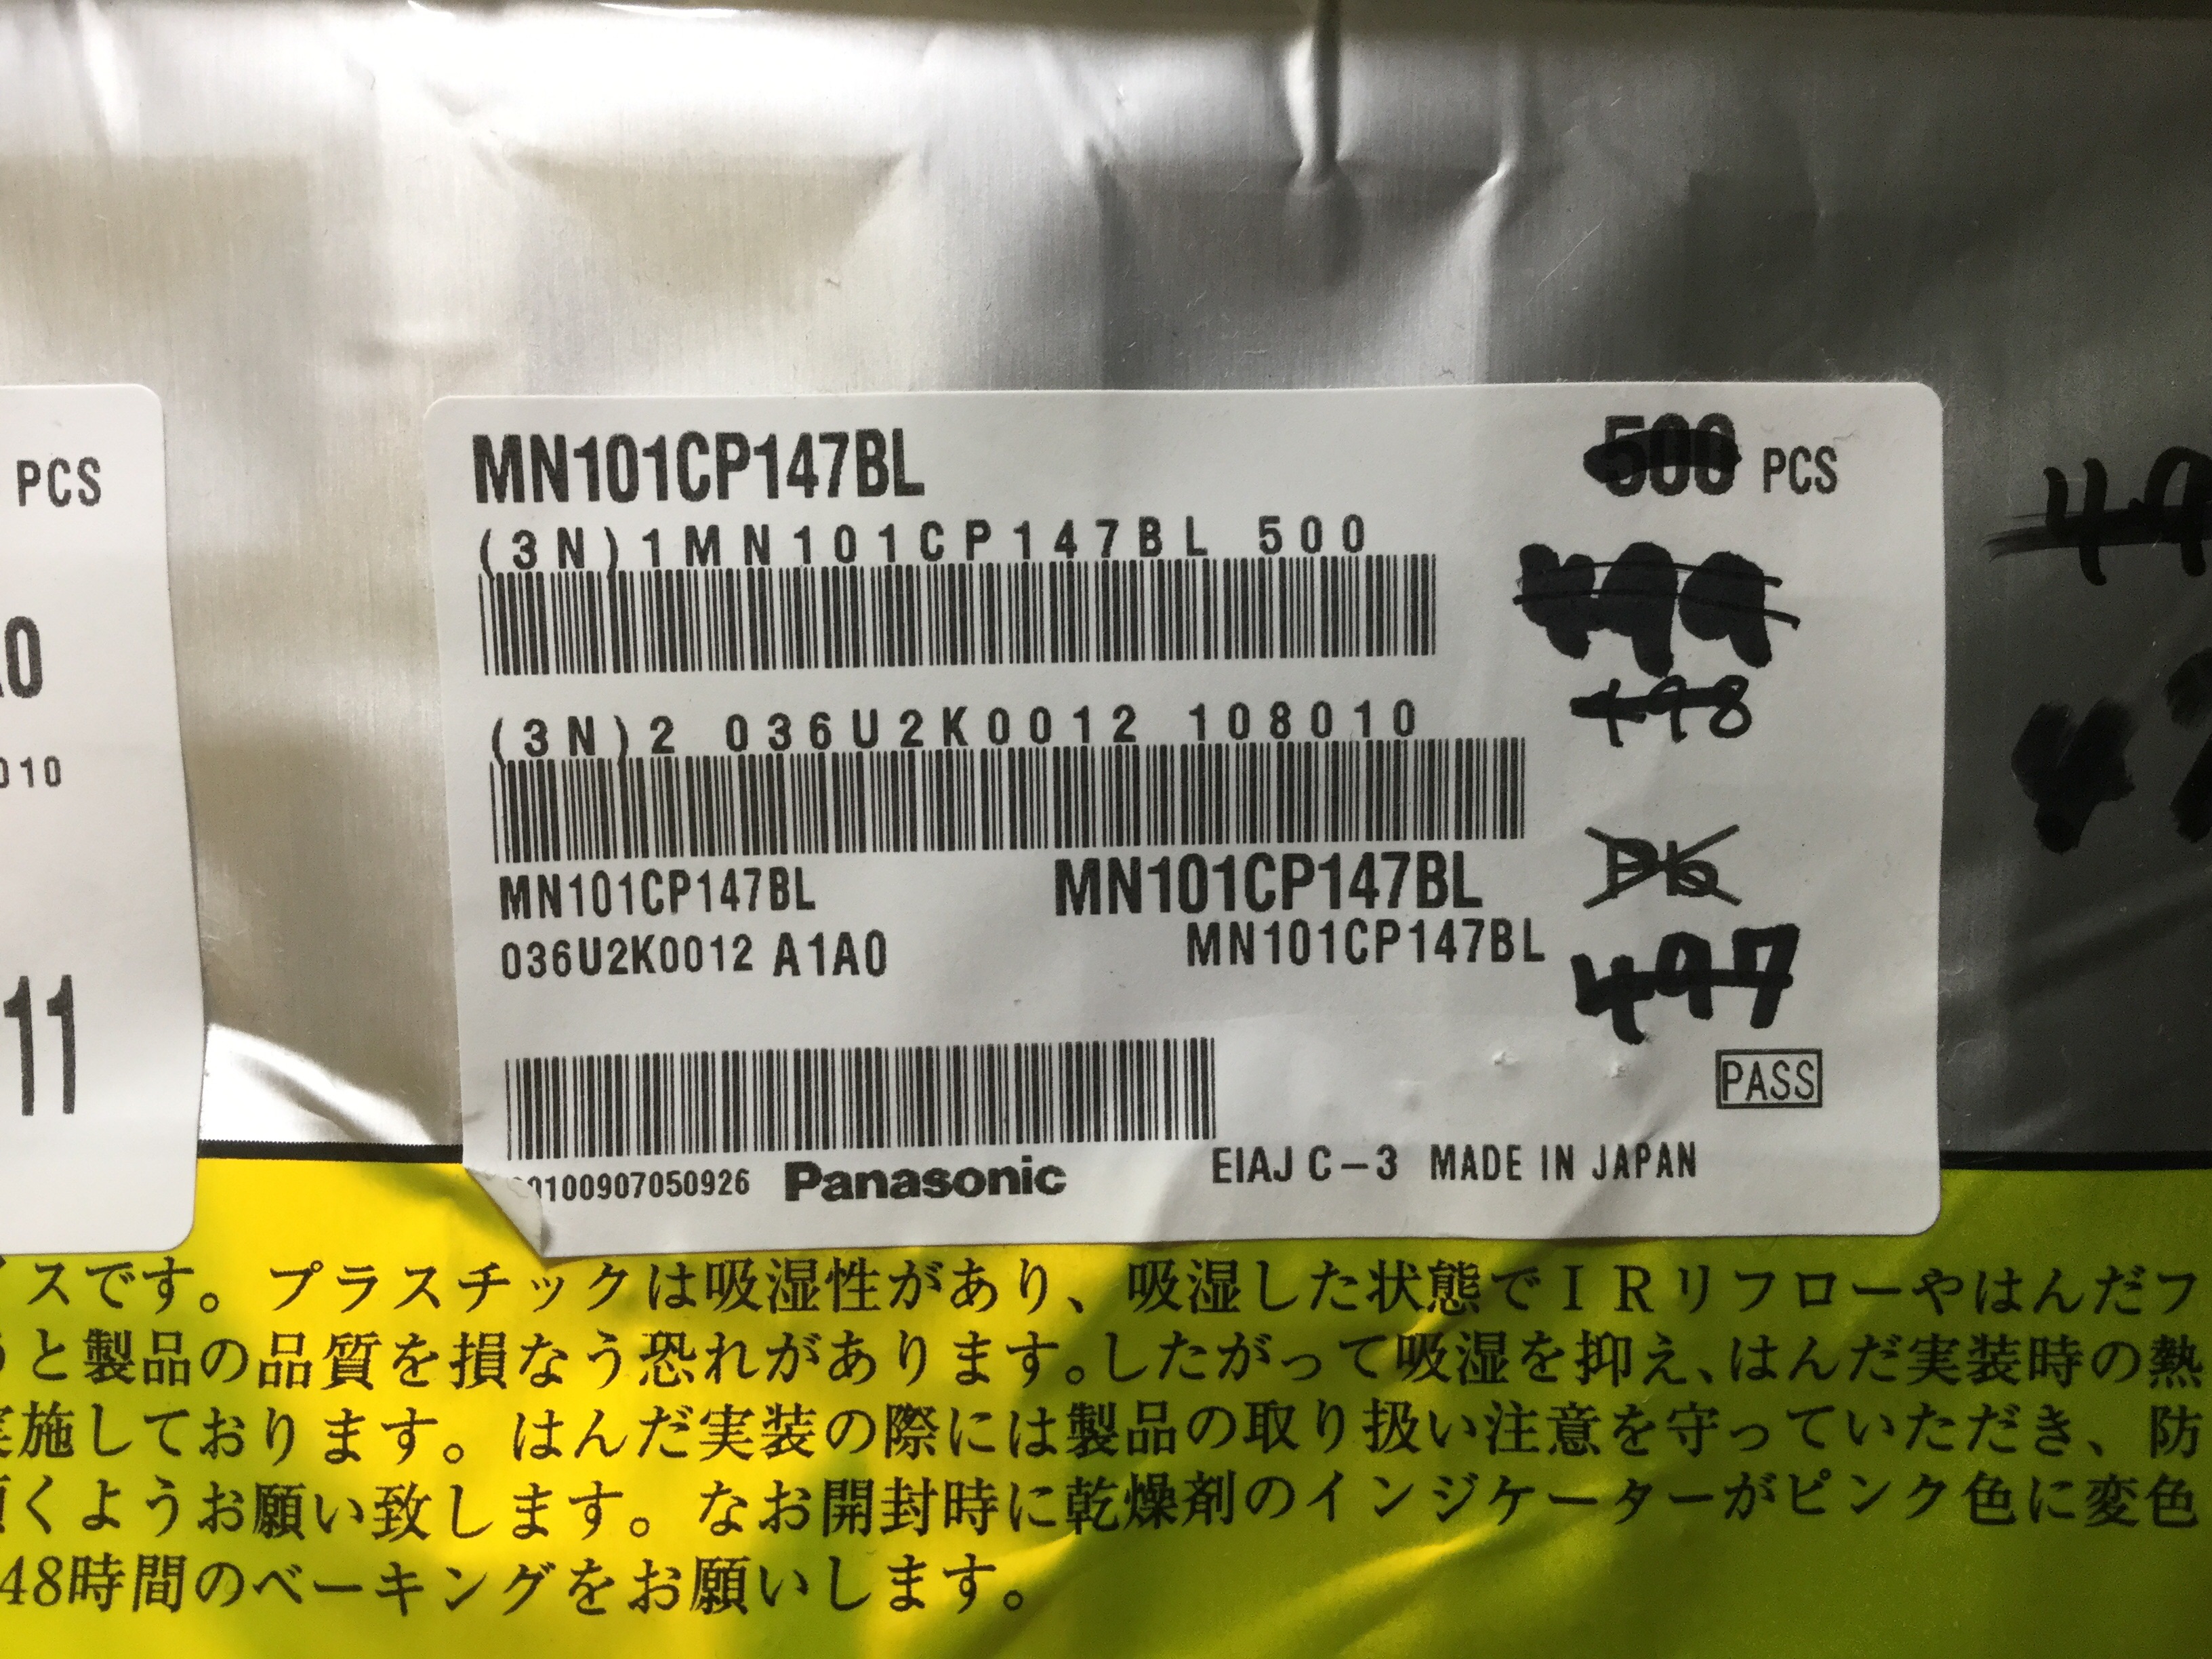 PCS
010
11
MN101CP147BL 500 PCS
(3N)1MN101CP147BL 500
499
498
(3N)2 036U2K0012 108010
MN101CP147BL MN101CP147BL Pb
036U2K0012 A1A0 MN101CP147BL
497
PASS
0100907050926 Panasonic EIAJ C-3 MADE IN JAPAN
スです。プラスチックは吸湿性があり、吸湿した状態でIRリフローやはんだフ
うと製品の品質を損なう恐れがあります。したがって吸湿を抑え、はんだ実装時の熱
実施しております。はんだ実装の際には製品の取り扱い注意を守っていただき、防
頂くようお願い致します。なお開封時に乾燥剤のインジケーターがピンク色に変色
48時間のベーキングをお願いします。